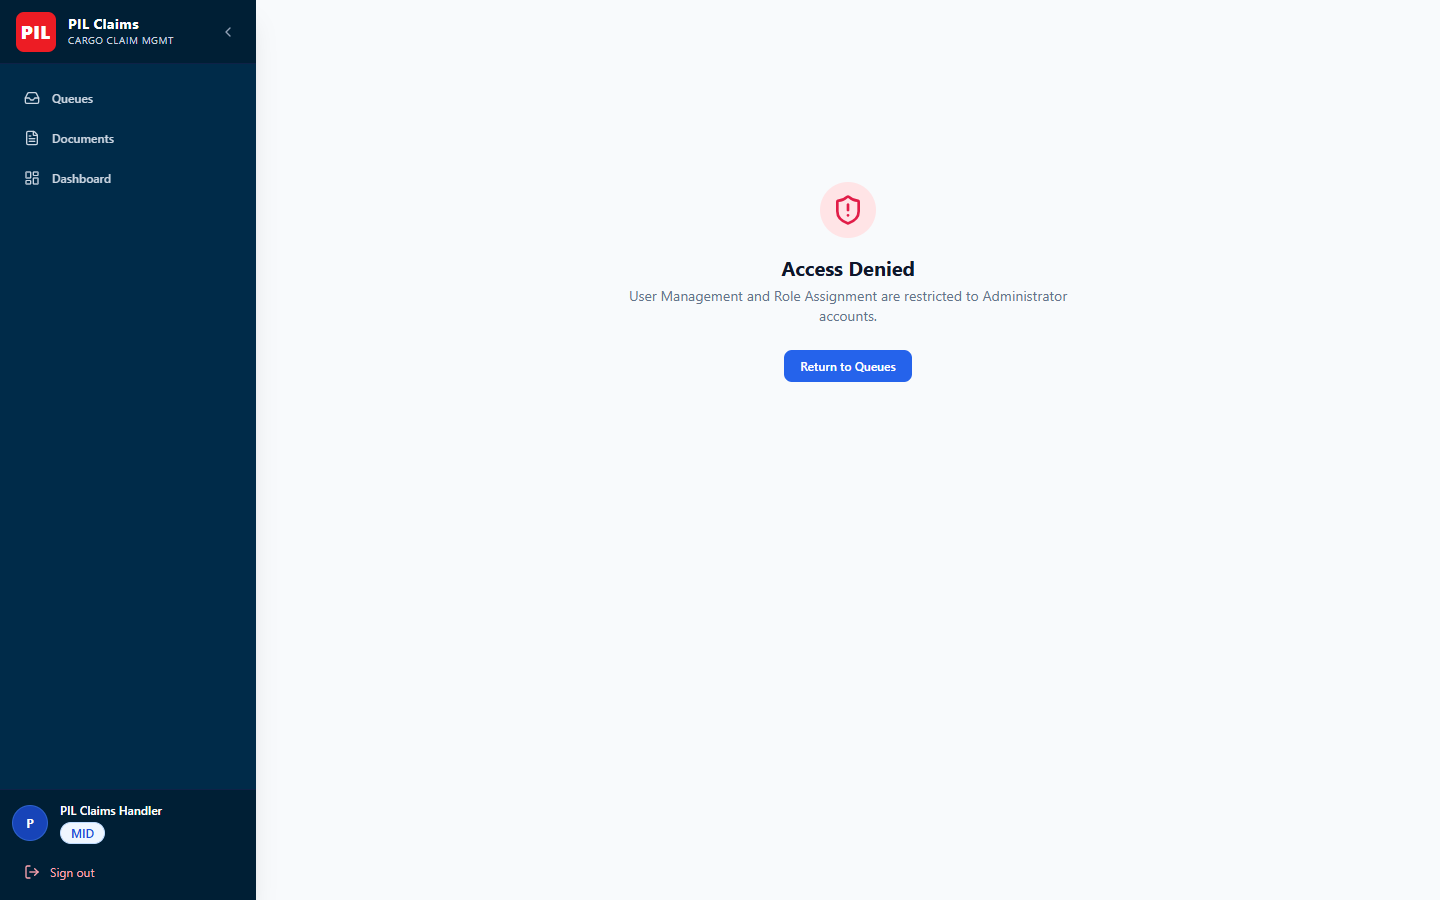 PIL
PIL Claims
CARGO CLAIM MGMT
Queues
Documents
Dashboard
Access Denied
User Management and Role Assignment are restricted to Administrator
accounts.
Return to Queues
P
PIL Claims Handler
MID
Sign out